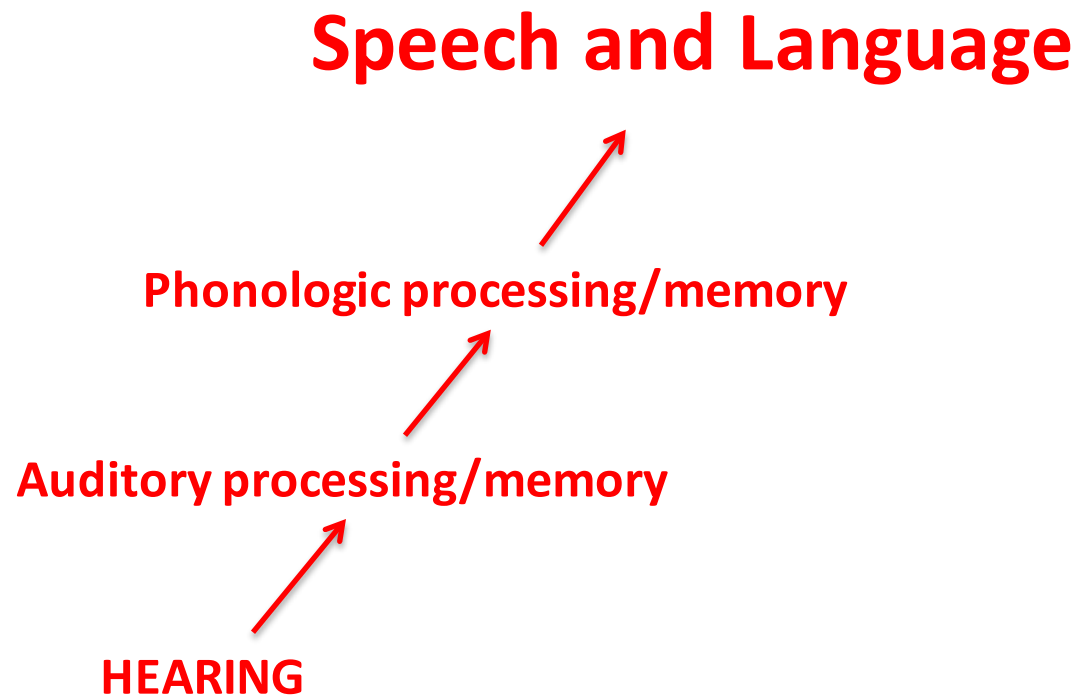 Speech and Language
Phonologic processing/memory
Auditory processing/memory
HEARING